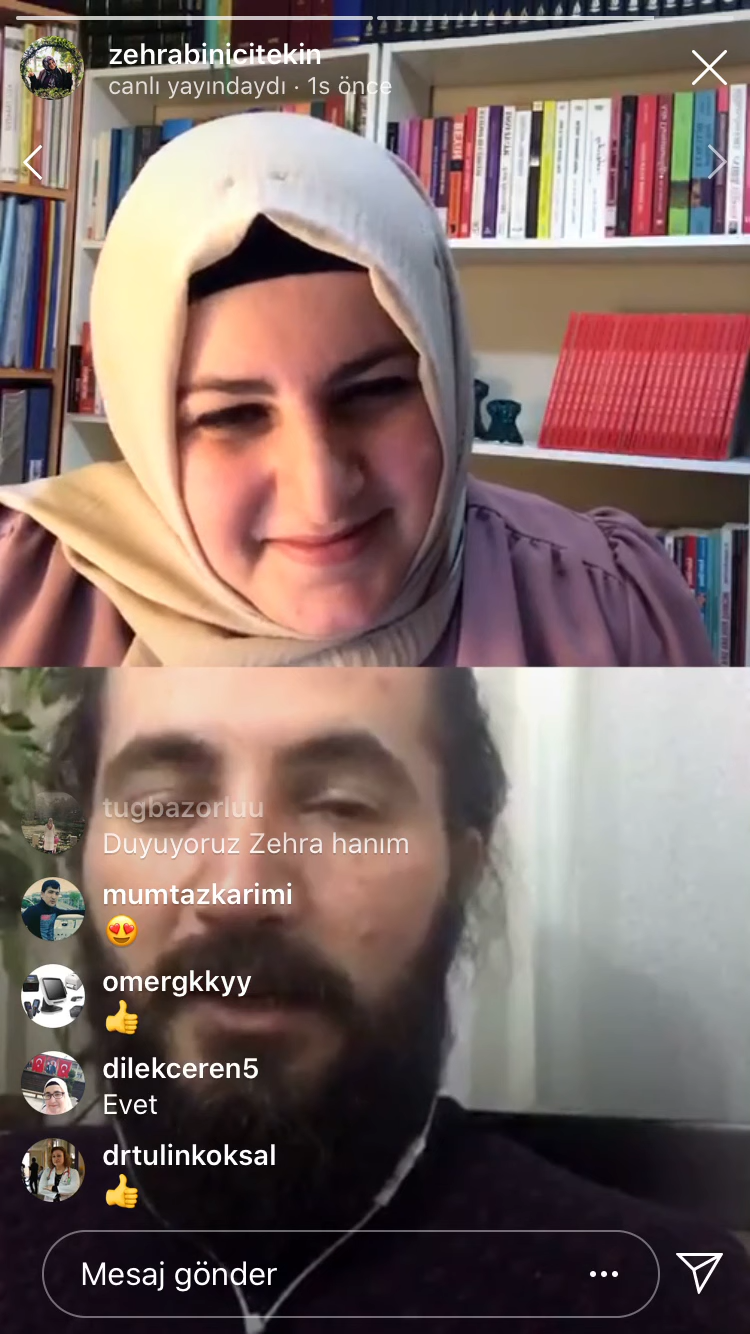 zehrabinicitekin
canlı yayındaydı · 1s önce
tugbazorluu
Duyuyoruz Zehra hanım
mumtazkarimi
😍
omergkkyy
👍
dilekceren5
Evet
drtulinkoksal
👍
Mesaj gönder